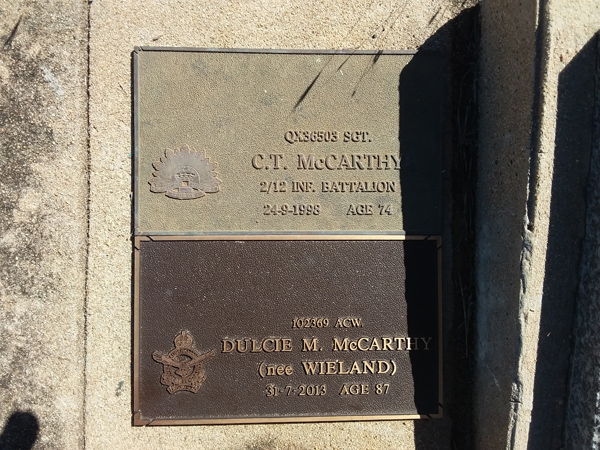 QX36503 SGT.
C.T. McCARTHY
2/12 INF. BATTALION
24-9-1998 AGE 74
102369 ACW.
DULCIE M. McCARTHY
(nee WIELAND)
31-7-2013 AGE 87